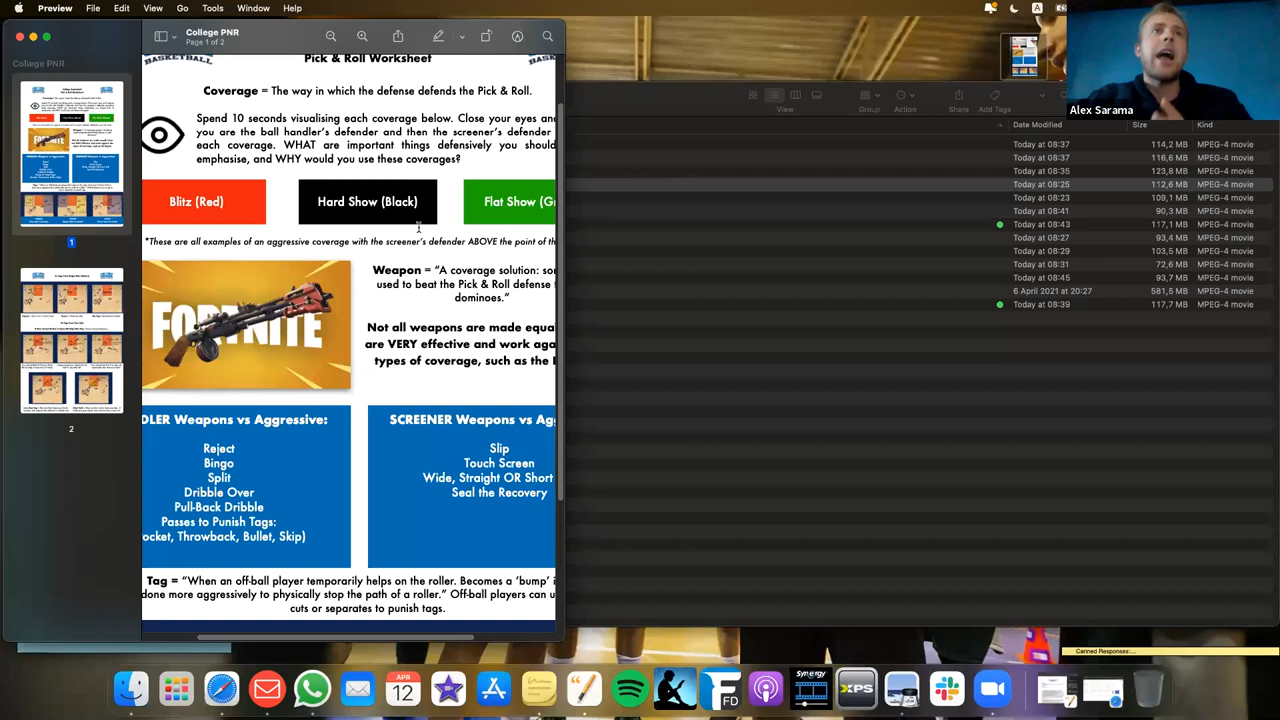 Preview File Edit View Go Tools Window Help
College PNR
Page 1 of 2
College PNR
1
2
BASKETBALL
Pick & Roll Worksheet
Coverage = The way in which the defense defends the Pick & Roll.
Spend 10 seconds visualising each coverage below. Close your eyes and
you are the ball handler's defender and then the screener's defender
each coverage. WHAT are important things defensively you should
emphasise, and WHY would you use these coverages?
Blitz (Red)
Hard Show (Black)
Flat Show (Gr
*These are all examples of an aggressive coverage with the screener's defender ABOVE the point of th
FORTNITE
Weapon = "A coverage solution: so
used to beat the Pick & Roll defense
dominoes."
Not all weapons are made equa
are VERY effective and work aga
types of coverage, such as the
DLER Weapons vs Aggressive:
Reject
Bingo
Split
Dribble Over
Pull-Back Dribble
Passes to Punish Tags:
ocket, Throwback, Bullet, Skip)
SCREENER Weapons vs Agg
Slip
Touch Screen
Wide, Straight OR Short
Seal the Recovery
Tag = "When an off-ball player temporarily helps on the roller. Becomes a 'bump' i
done more aggressively to physically stop the path of a roller." Off-ball players can u
cuts or separates to punish tags.
View Group Action Share Add Tags
Date Modified Size Kind
Today at 08:37 114,2 MB MPEG-4 movie
Today at 08:37 116,6 MB MPEG-4 movie
Today at 08:35 123,8 MB MPEG-4 movie
Today at 08:25 112,6 MB MPEG-4 movie
Today at 08:23 109,1 MB MPEG-4 movie
Today at 08:41 90,3 MB MPEG-4 movie
Today at 08:43 117,1 MB MPEG-4 movie
Today at 08:27 93,4 MB MPEG-4 movie
Today at 08:29 103,5 MB MPEG-4 movie
Today at 08:31 72,6 MB MPEG-4 movie
Today at 08:45 93,7 MB MPEG-4 movie
6 April 2021 at 20:27 581,5 MB MPEG-4 movie
Today at 08:39 117,7 MB MPEG-4 movie
Alex Sarama
Canned Responses:...
APR
12
Synergy
XPS
FD